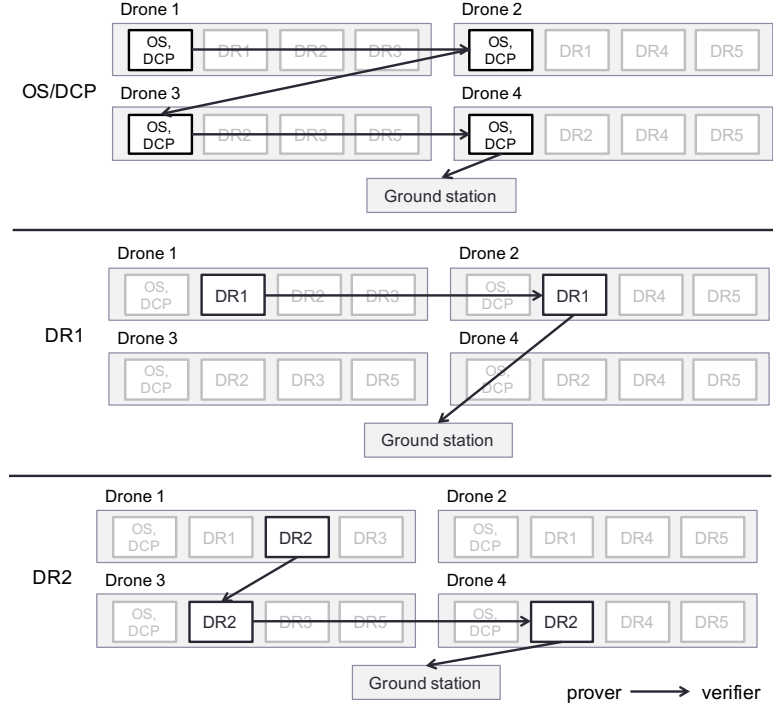 Drone 1
Drone 2
OS, DCP
DR1
DR2
DR3
OS, DCP
DR1
DR4
DR5
OS/DCP
Drone 3
Drone 4
OS, DCP
DR2
DR3
DR5
OS, DCP
DR2
DR4
DR5
Ground station
Drone 1
Drone 2
OS, DCP
DR1
DR2
DR3
OS, DCP
DR1
DR4
DR5
DR1
Drone 3
Drone 4
OS, DCP
DR2
DR3
DR5
OS, DCP
DR2
DR4
DR5
Ground station
Drone 1
Drone 2
OS, DCP
DR1
DR2
DR3
OS, DCP
DR1
DR4
DR5
DR2
Drone 3
Drone 4
OS, DCP
DR2
DR3
DR5
OS, DCP
DR2
DR4
DR5
Ground station
prover
verifier